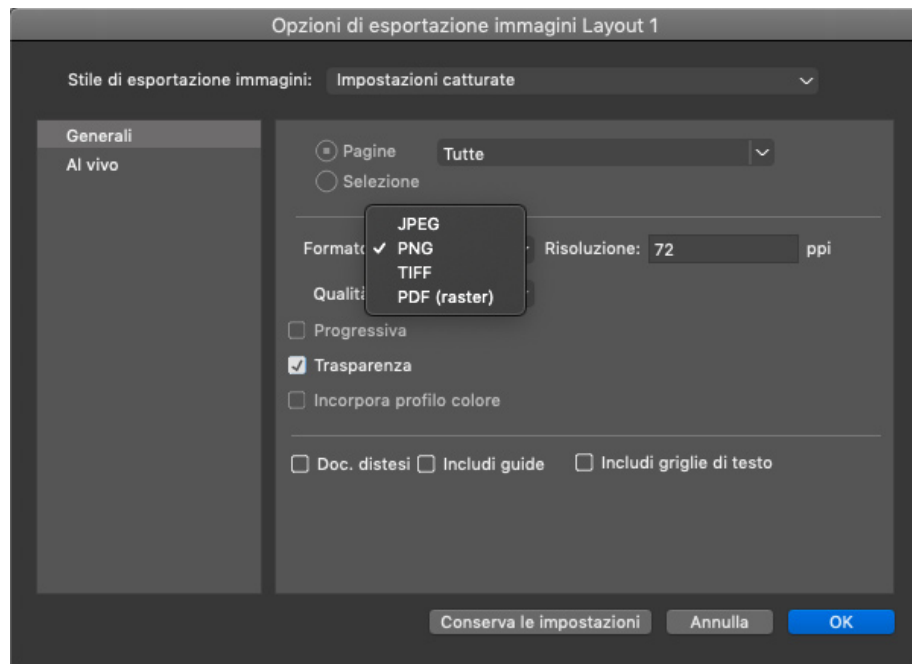 Opzioni di esportazione immagini Layout 1
Stile di esportazione immagini: Impostazioni catturate
Generali
Al vivo
Pagine Tutte
Selezione
JPEG
Formato PNG Risoluzione: 72 ppi
TIFF
Qualità PDF (raster)
Progressiva
Trasparenza
Incorpora profilo colore
Doc. distesi Includi guide Includi griglie di testo
Conserva le impostazioni Annulla OK